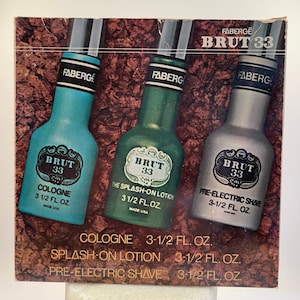 FABERGÉ
BRUT 33
FABERGÉ
BRUT
33
COLOGNE
3 1/2 FL. OZ.
FABERGÉ
BRUT
33
THE SPLASH-ON LOTION
3 1/2 FL. OZ.
MADE USA
FABERGÉ
BRUT
33
PRE-ELECTRIC SHAVE
3-1/2 FL. OZ.
COLOGNE 3-1/2 FL. OZ.
SPLASH-ON LOTION 3-1/2 FL. OZ.
PRE-ELECTRIC SHAVE 3-1/2 FL. OZ.